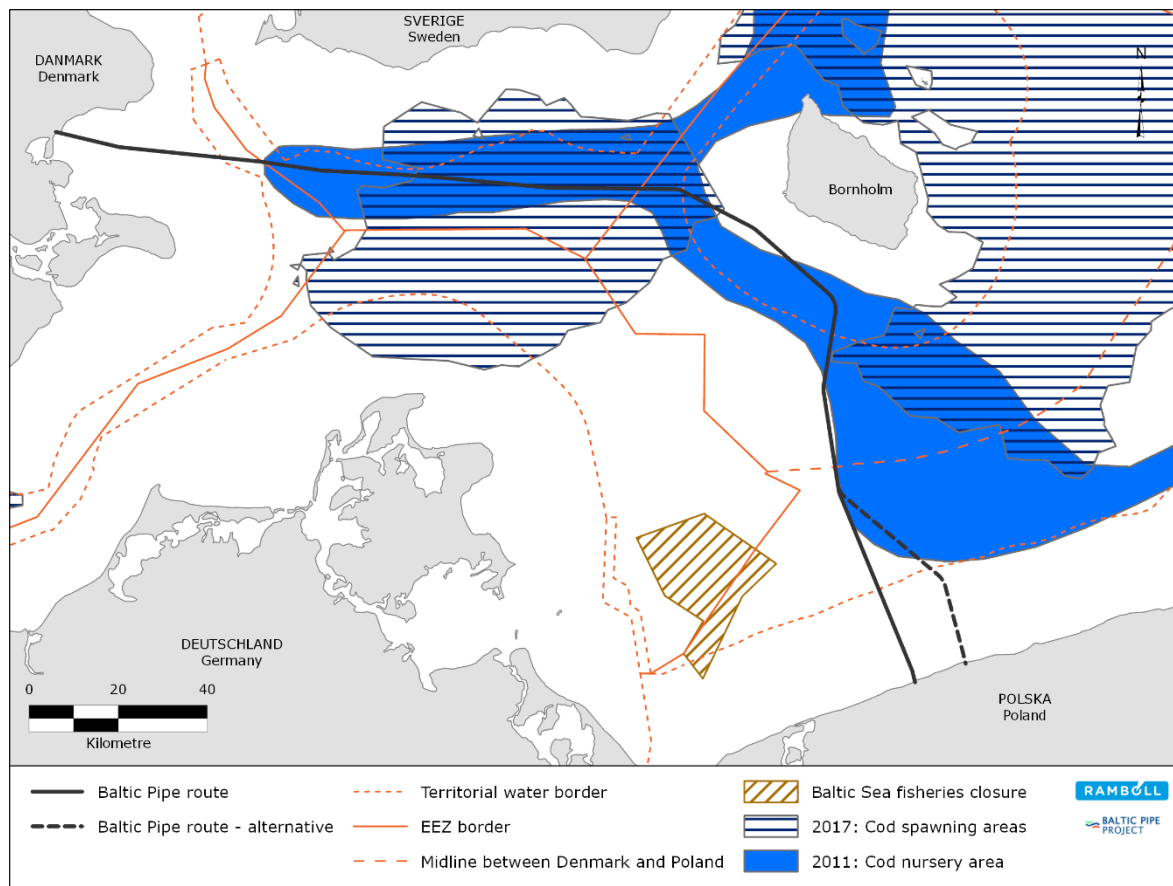 SVERIGE
Sweden
DANMARK
Denmark
N
Bornholm
DEUTSCHLAND
Germany
POLSKA
Poland
0 20 40
Kilometre
Baltic Pipe route
Baltic Pipe route - alternative
Territorial water border
EEZ border
Midline between Denmark and Poland
Baltic Sea fisheries closure
2017: Cod spawning areas
2011: Cod nursery area
RAMBOLL
BALTIC PIPE
PROJECT